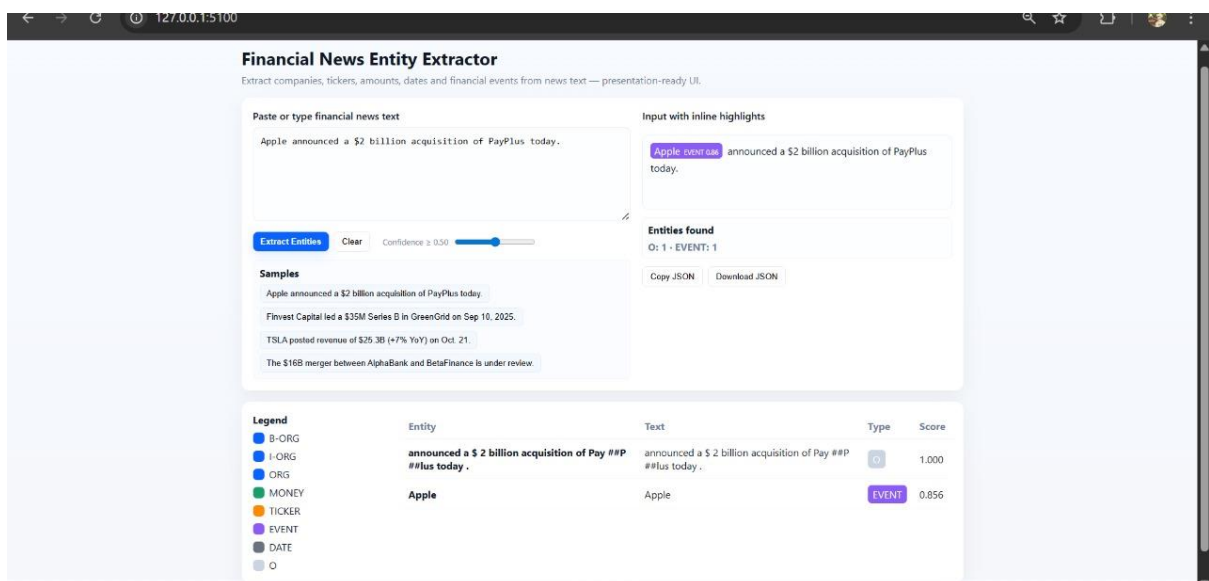 127.0.0.1:5100
Financial News Entity Extractor
Extract companies, tickers, amounts, dates and financial events from news text — presentation-ready UI.
Paste or type financial news text
Apple announced a $2 billion acquisition of PayPlus today.
Extract Entities
Clear
Confidence ≥ 0.50
Samples
Apple announced a $2 billion acquisition of PayPlus today.
Finvest Capital led a $35M Series B in GreenGrid on Sep 10, 2025.
TSLA posted revenue of $25.3B (+7% YoY) on Oct. 21.
The $16B merger between AlphaBank and BetaFinance is under review.
Input with inline highlights
Apple EVENT 0.86 announced a $2 billion acquisition of PayPlus
today.
Entities found
O: 1 · EVENT: 1
Copy JSON
Download JSON
Legend
B-ORG
I-ORG
ORG
MONEY
TICKER
EVENT
DATE
O
Entity Text Type Score
announced a $ 2 billion acquisition of Pay ##P
##lus today .
announced a $ 2 billion acquisition of Pay ##P
##lus today .
O
1.000
Apple Apple EVENT 0.856